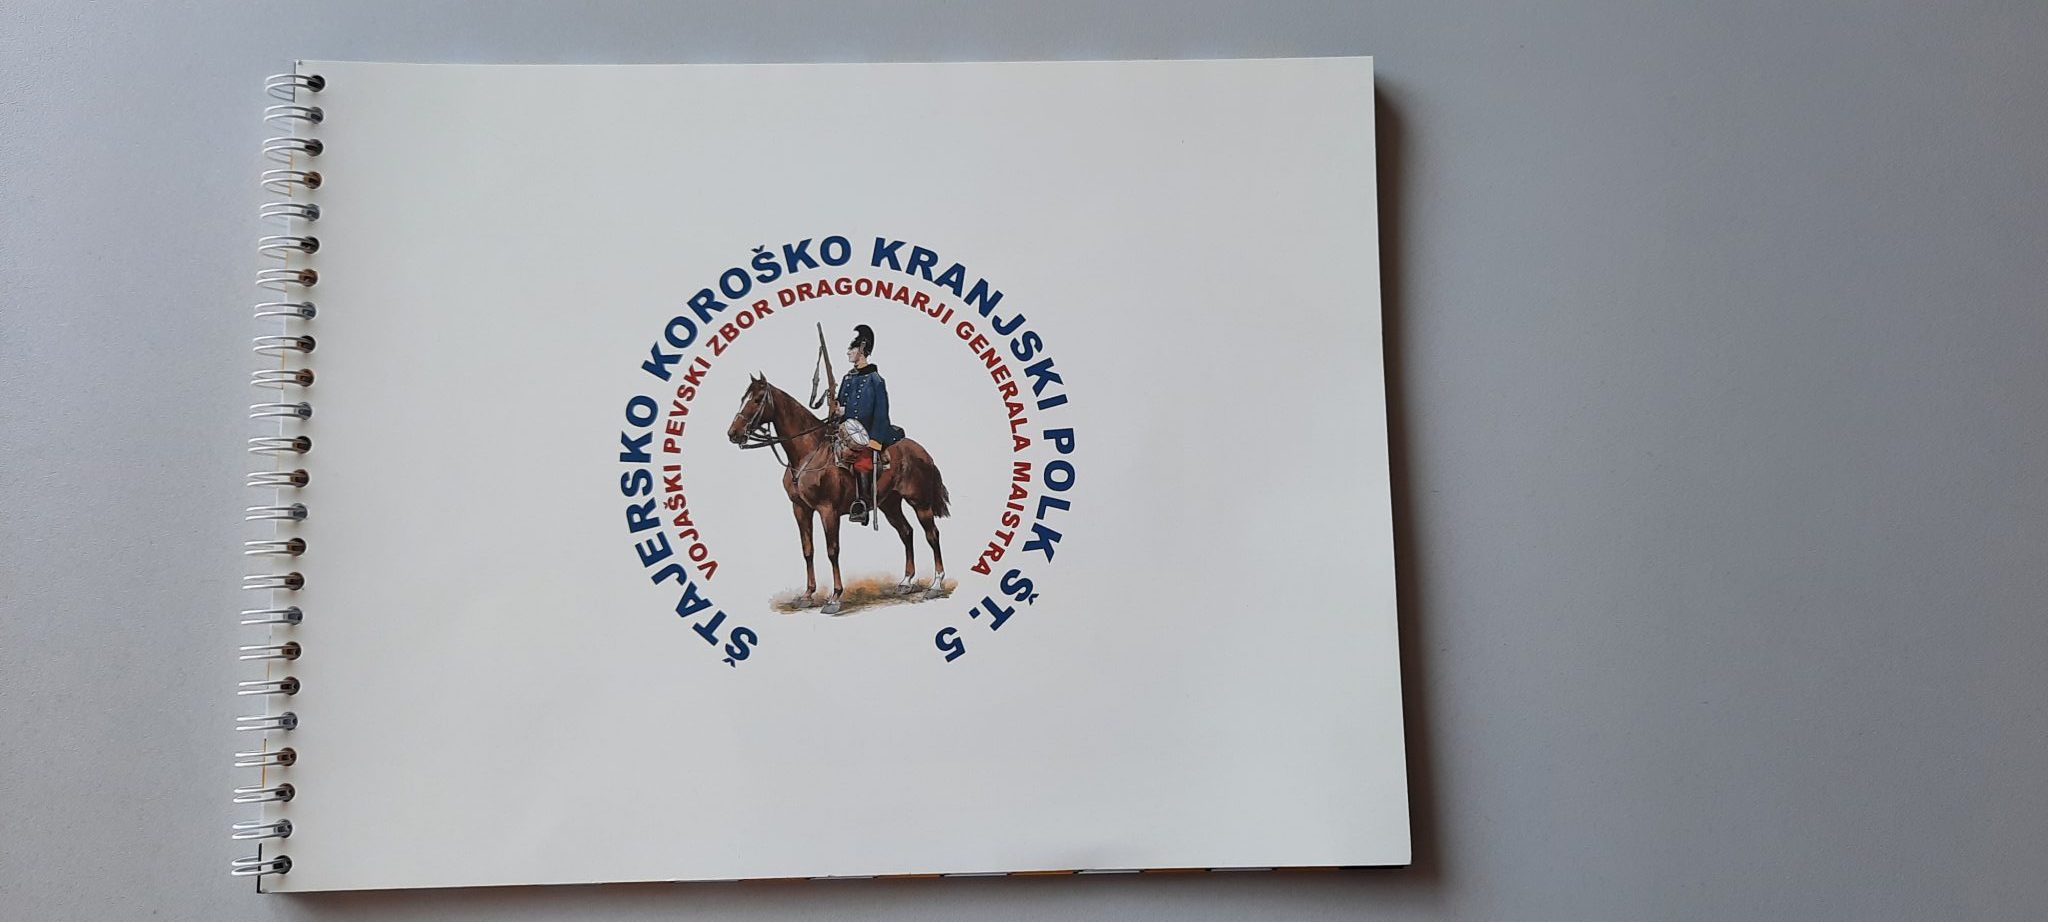 ŠTAJERSKO KOROŠKO KRANJSKI POLK ŠT. 5
VOJAŠKI PEVSKI ZBOR DRAGONARJI GENERALA MAISTRA